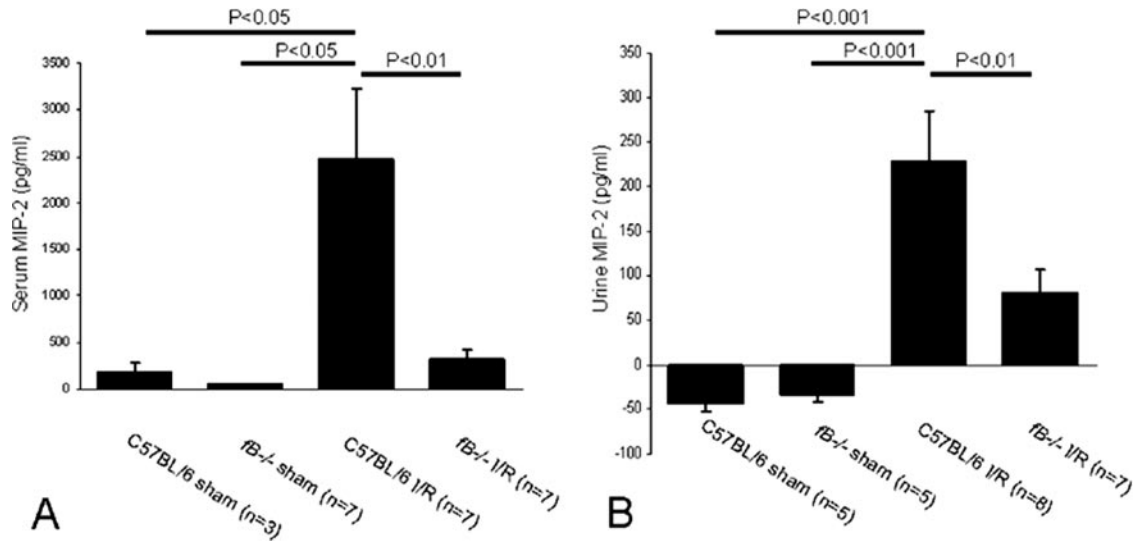 P<0.05
P<0.05
P<0.01
Serum MIP-2 (pg/ml)
3500
3000
2500
2000
1500
1000
500
0
C57BL/6 sham (n=3)
fB-/- sham (n=7)
C57BL/6 I/R (n=7)
fB-/- I/R (n=7)
A
P<0.001
P<0.001
P<0.01
Urine MIP-2 (pg/ml)
350
300
250
200
150
100
50
0
-50
-100
C57BL/6 sham (n=5)
fB-/- sham (n=5)
C57BL/6 I/R (n=8)
fB-/- I/R (n=7)
B